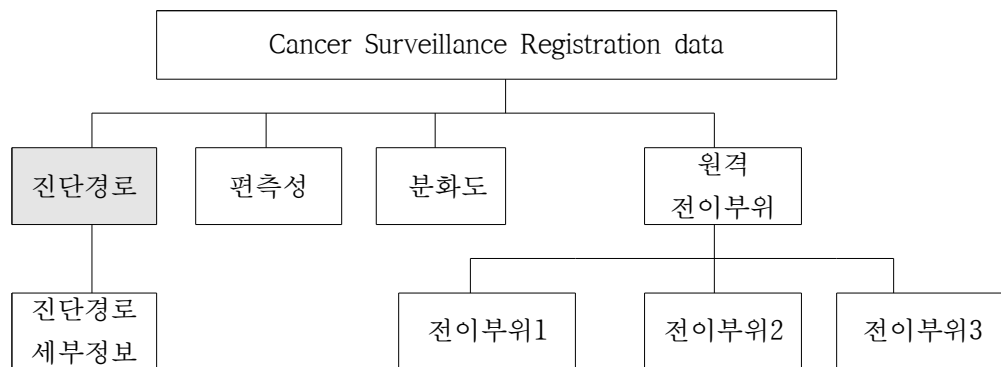 Cancer Surveillance Registration data
진단경로
편측성
분화도
원격
전이부위
진단경로
세부정보
전이부위1
전이부위2
전이부위3